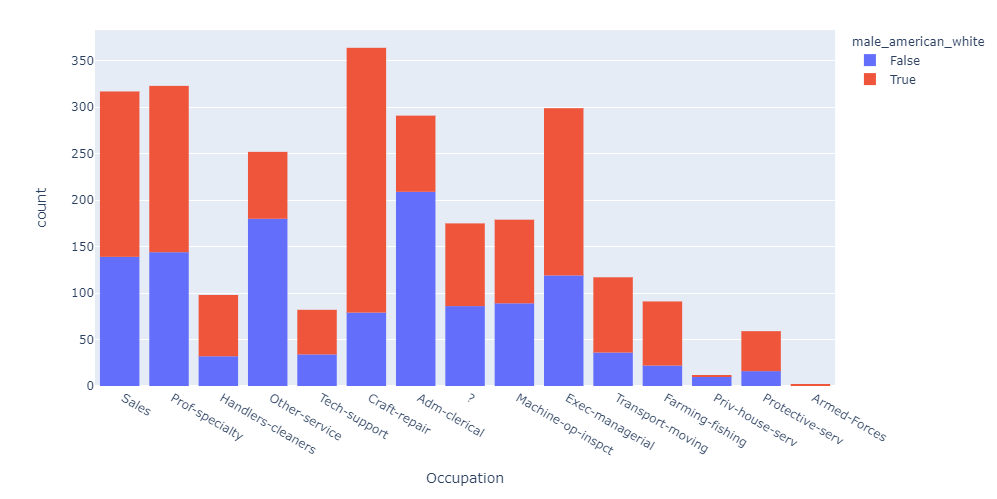 male_american_white
False
True
count
350
300
250
200
150
100
50
0
Sales
Prof-specialty
Handlers-cleaners
Other-service
Tech-support
Craft-repair
Adm-clerical
?
Machine-op-inspct
Exec-managerial
Transport-moving
Farming-fishing
Priv-house-serv
Protective-serv
Armed-Forces
Occupation